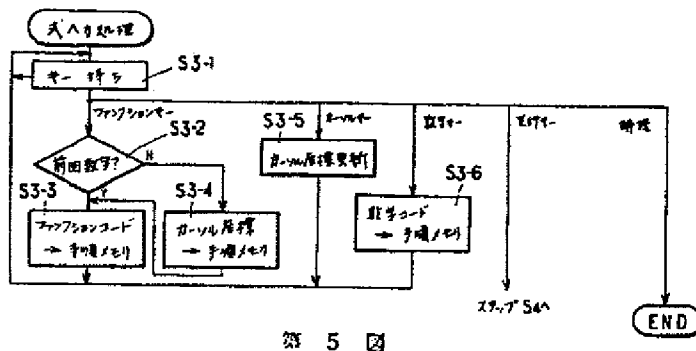 式入力処理
S3-1
キー待ち
ファンクションキー
S3-2
前回数字?
N
Y
S3-3
ファンクションコード
→ 手順メモリ
S3-4
カーソル座標
→ 手順メモリ
S3-5
カーソルキー
カーソル座標更新
数字キー
S3-6
数字コード
→ 手順メモリ
実行キー
ステップS4へ
END
第 5 図